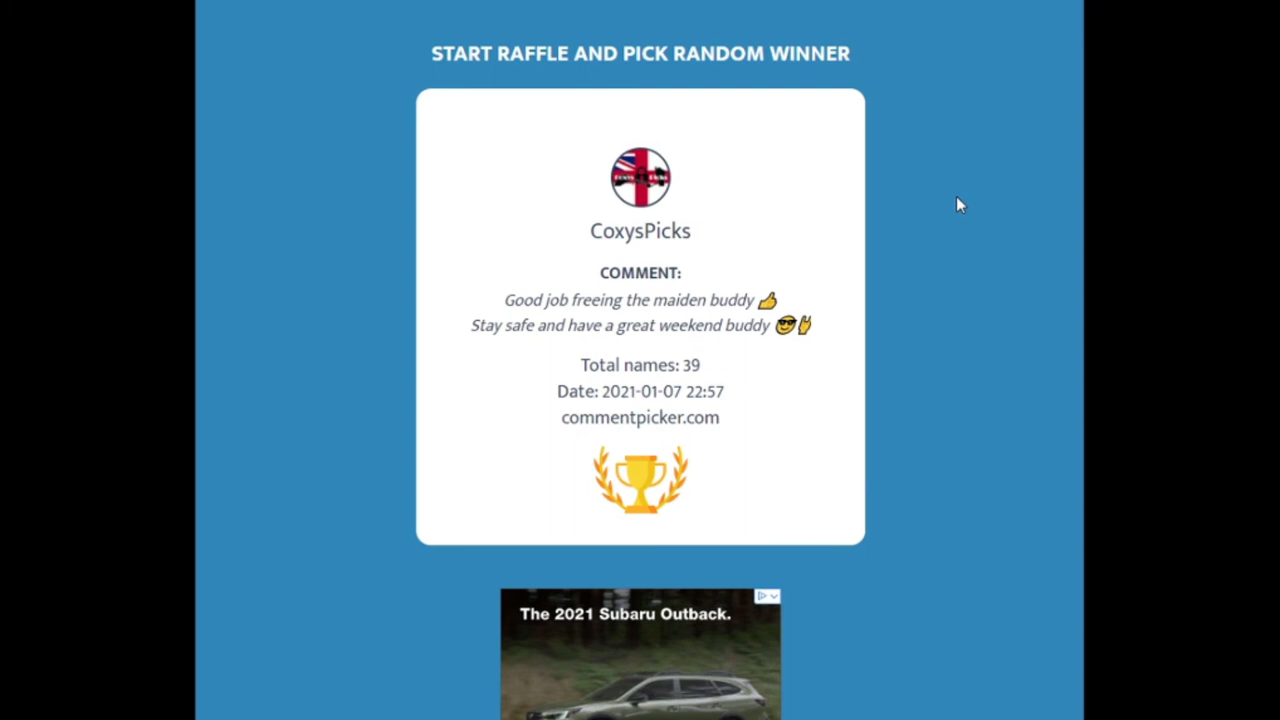 START RAFFLE AND PICK RANDOM WINNER
CoxysPicks
COMMENT:
Good job freeing the maiden buddy 👍
Stay safe and have a great weekend buddy 😎🤘
Total names: 39
Date: 2021-01-07 22:57
commentpicker.com
The 2021 Subaru Outback.